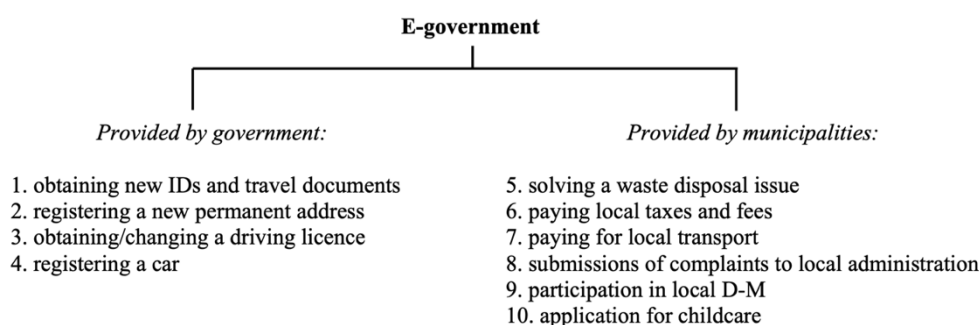 E-government
Provided by government:
1. obtaining new IDs and travel documents
2. registering a new permanent address
3. obtaining/changing a driving licence
4. registering a car
Provided by municipalities:
5. solving a waste disposal issue
6. paying local taxes and fees
7. paying for local transport
8. submissions of complaints to local administration
9. participation in local D-M
10. application for childcare